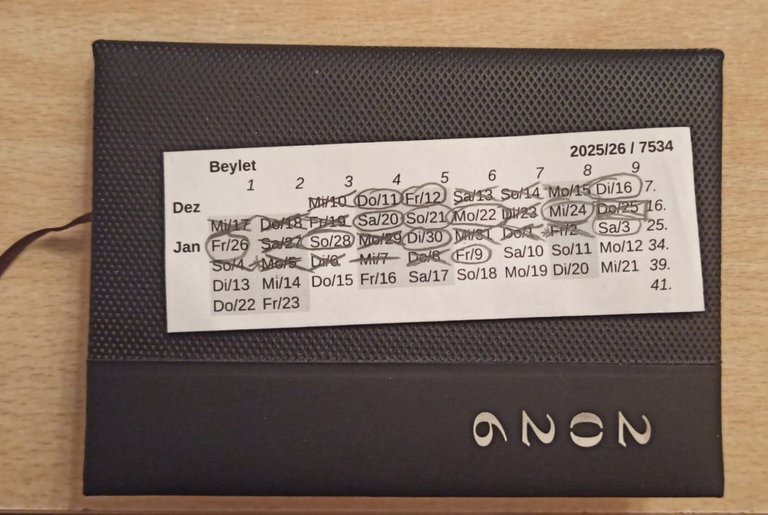 Beylet 2025/26 / 7534
1 2 3 4 5 6 7 8 9
Dez Mi/10 Do/11 Fr/12 Sa/13 So/14 Mo/15 Di/16 7.
Mi/17 Do/18 Fr/19 Sa/20 So/21 Mo/22 Di/23 Mi/24 Do/25 16.
Jan Fr/26 Sa/27 So/28 Mo/29 Di/30 Mi/31 Do/1 *Fr/2 Sa/3 25.
So/4 *Mo/5 Di/6 Mi/7 Do/8 Fr/9 Sa/10 So/11 Mo/12 34.
Di/13 Mi/14 Do/15 Fr/16 Sa/17 So/18 Mo/19 Di/20 Mi/21 39.
Do/22 Fr/23 41.
2026